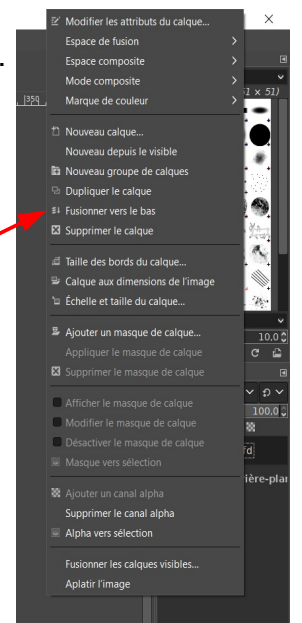 Modifier les attributs du calque...
Espace de fusion
Espace composite
Mode composite
Marque de couleur
Nouveau calque...
Nouveau depuis le visible
Nouveau groupe de calques
Dupliquer le calque
Fusionner vers le bas
Supprimer le calque
Taille des bords du calque...
Calque aux dimensions de l'image
Échelle et taille du calque...
Ajouter un masque de calque...
Appliquer le masque de calque
Supprimer le masque de calque
Afficher le masque de calque
Modifier le masque de calque
Désactiver le masque de calque
Masque vers sélection
Ajouter un canal alpha
Supprimer le canal alpha
Alpha vers sélection
Fusionner les calques visibles...
Aplatir l'image
350
51 × 51)
10,0
100,0
fd
ière-plan